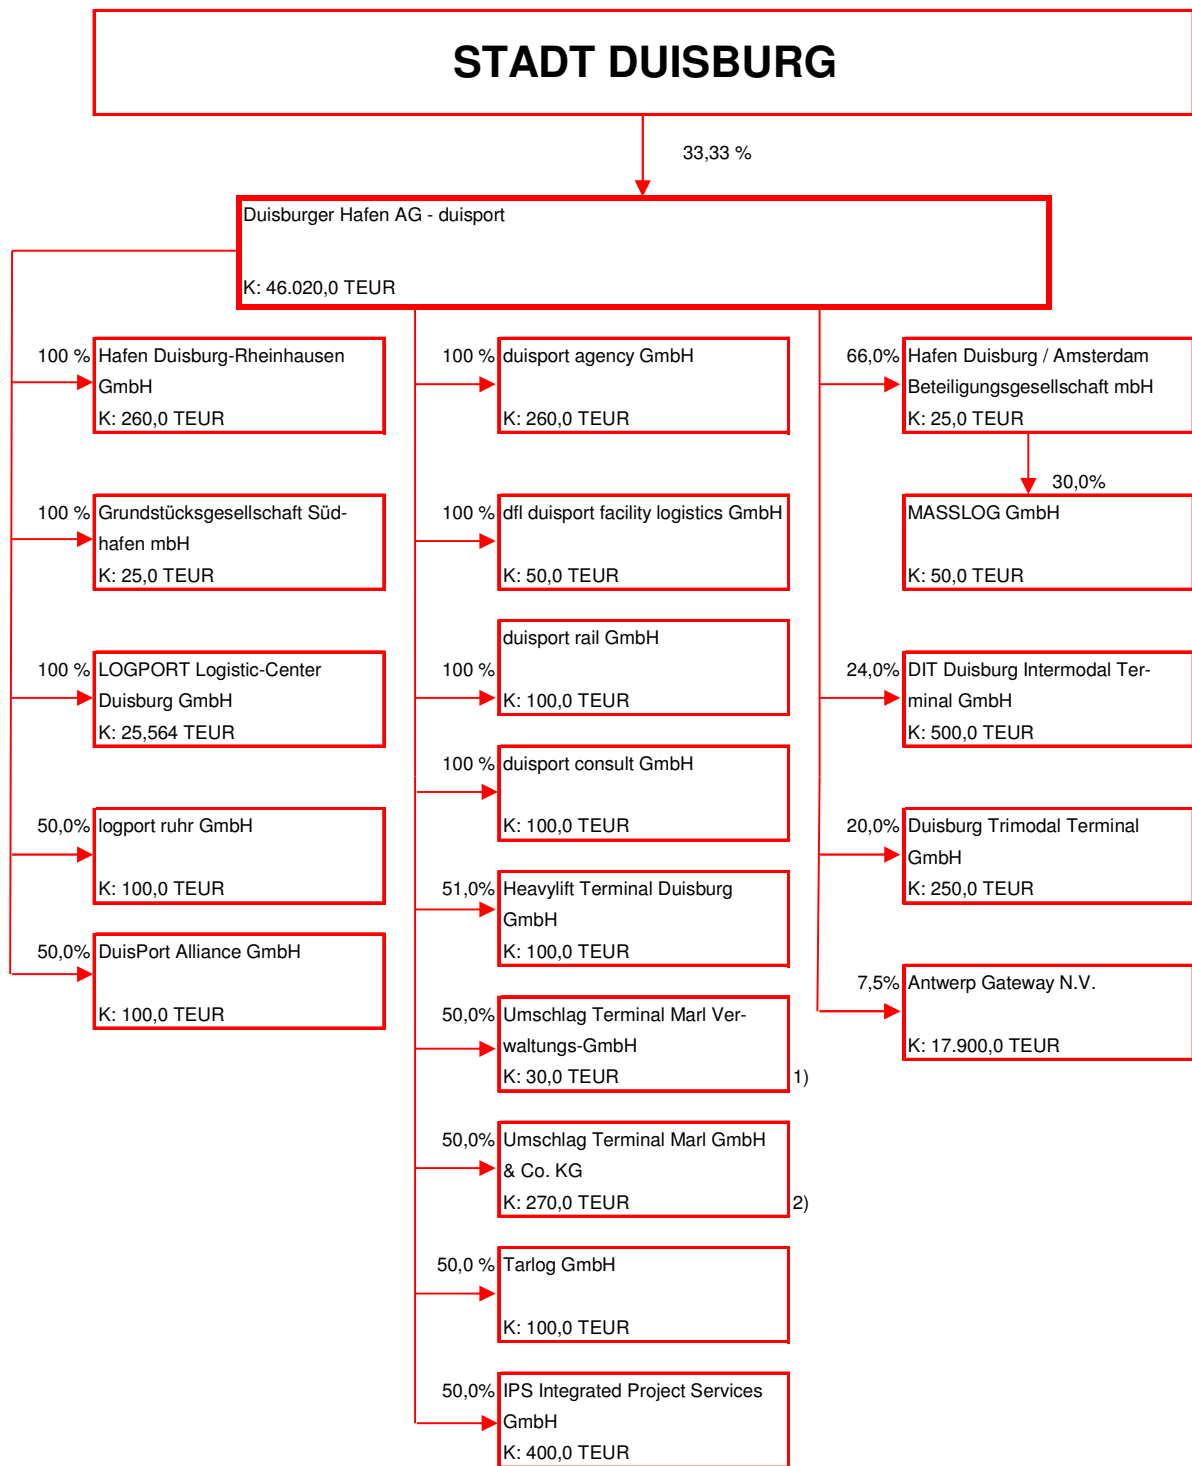 STADT DUISBURG
33,33 %
Duisburger Hafen AG - duisport
K: 46.020,0 TEUR
100 %
Hafen Duisburg-Rheinhausen
GmbH
K: 260,0 TEUR
100 %
Grundstücksgesellschaft Süd-
hafen mbH
K: 25,0 TEUR
100 %
LOGPORT Logistic-Center
Duisburg GmbH
K: 25,564 TEUR
50,0%
logport ruhr GmbH
K: 100,0 TEUR
50,0%
DuisPort Alliance GmbH
K: 100,0 TEUR
100 %
duisport agency GmbH
K: 260,0 TEUR
100 %
dfl duisport facility logistics GmbH
K: 50,0 TEUR
duisport rail GmbH
100 %
K: 100,0 TEUR
100 %
duisport consult GmbH
K: 100,0 TEUR
51,0%
Heavylift Terminal Duisburg
GmbH
K: 100,0 TEUR
50,0%
Umschlag Terminal Marl Ver-
waltungs-GmbH
K: 30,0 TEUR
1)
50,0%
Umschlag Terminal Marl GmbH
& Co. KG
K: 270,0 TEUR
2)
50,0 %
Tarlog GmbH
K: 100,0 TEUR
50,0%
IPS Integrated Project Services
GmbH
K: 400,0 TEUR
66,0%
Hafen Duisburg / Amsterdam
Beteiligungsgesellschaft mbH
K: 25,0 TEUR
30,0%
MASSLOG GmbH
K: 50,0 TEUR
24,0%
DIT Duisburg Intermodal Ter-
minal GmbH
K: 500,0 TEUR
20,0%
Duisburg Trimodal Terminal
GmbH
K: 250,0 TEUR
7,5%
Antwerp Gateway N.V.
K: 17.900,0 TEUR